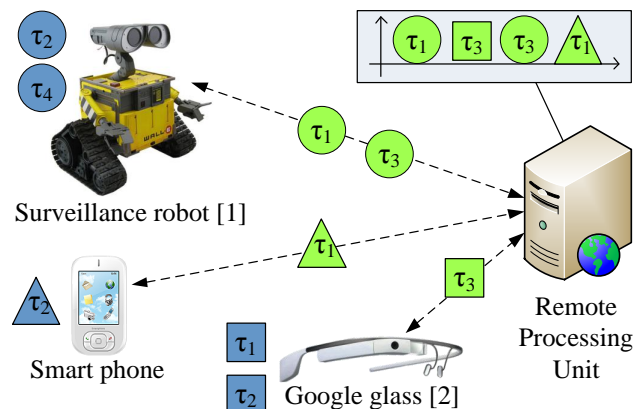 τ2
τ4
τ1 τ3 τ3 τ1
WALL
τ1
τ3
Surveillance robot [1]
τ1
τ3
τ2
τ1
τ2
Smart phone
Google glass [2]
Remote
Processing
Unit